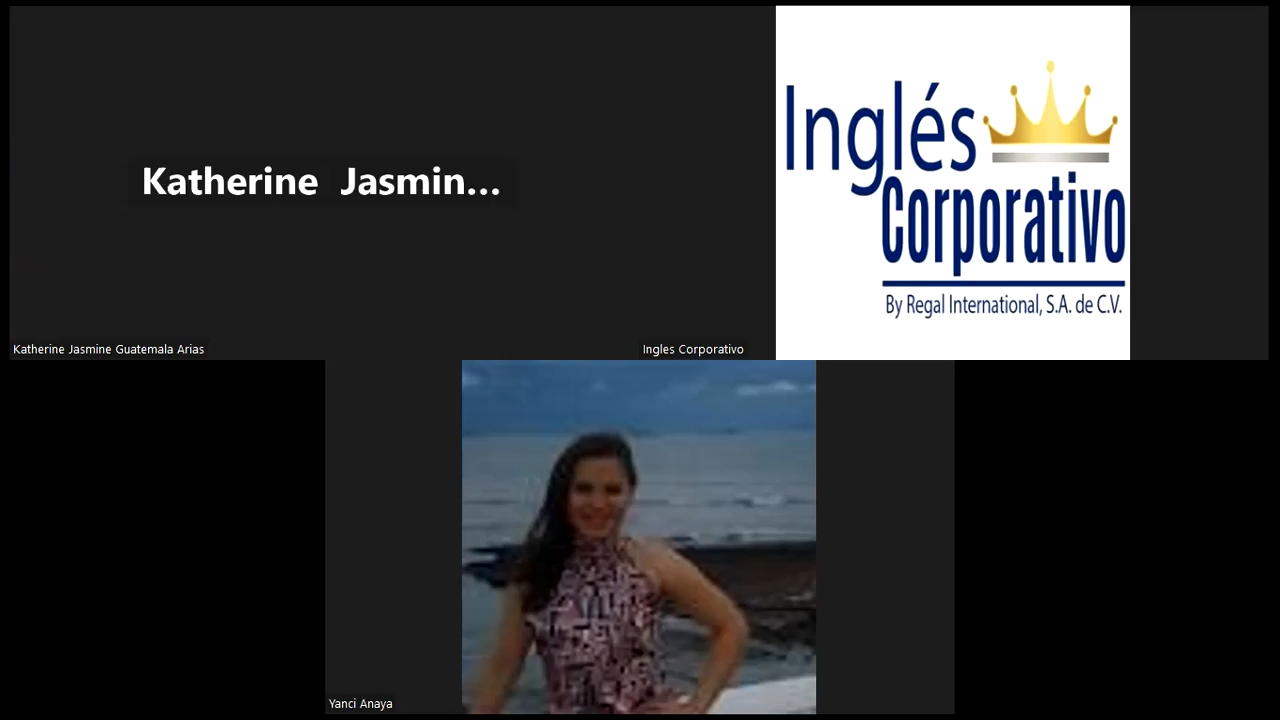 Katherine Jasmin...
Katherine Jasmine Guatemala Arias
Inglés
Corporativo
By Regal International, S.A. de C.V.
Ingles Corporativo
Yanci Anaya